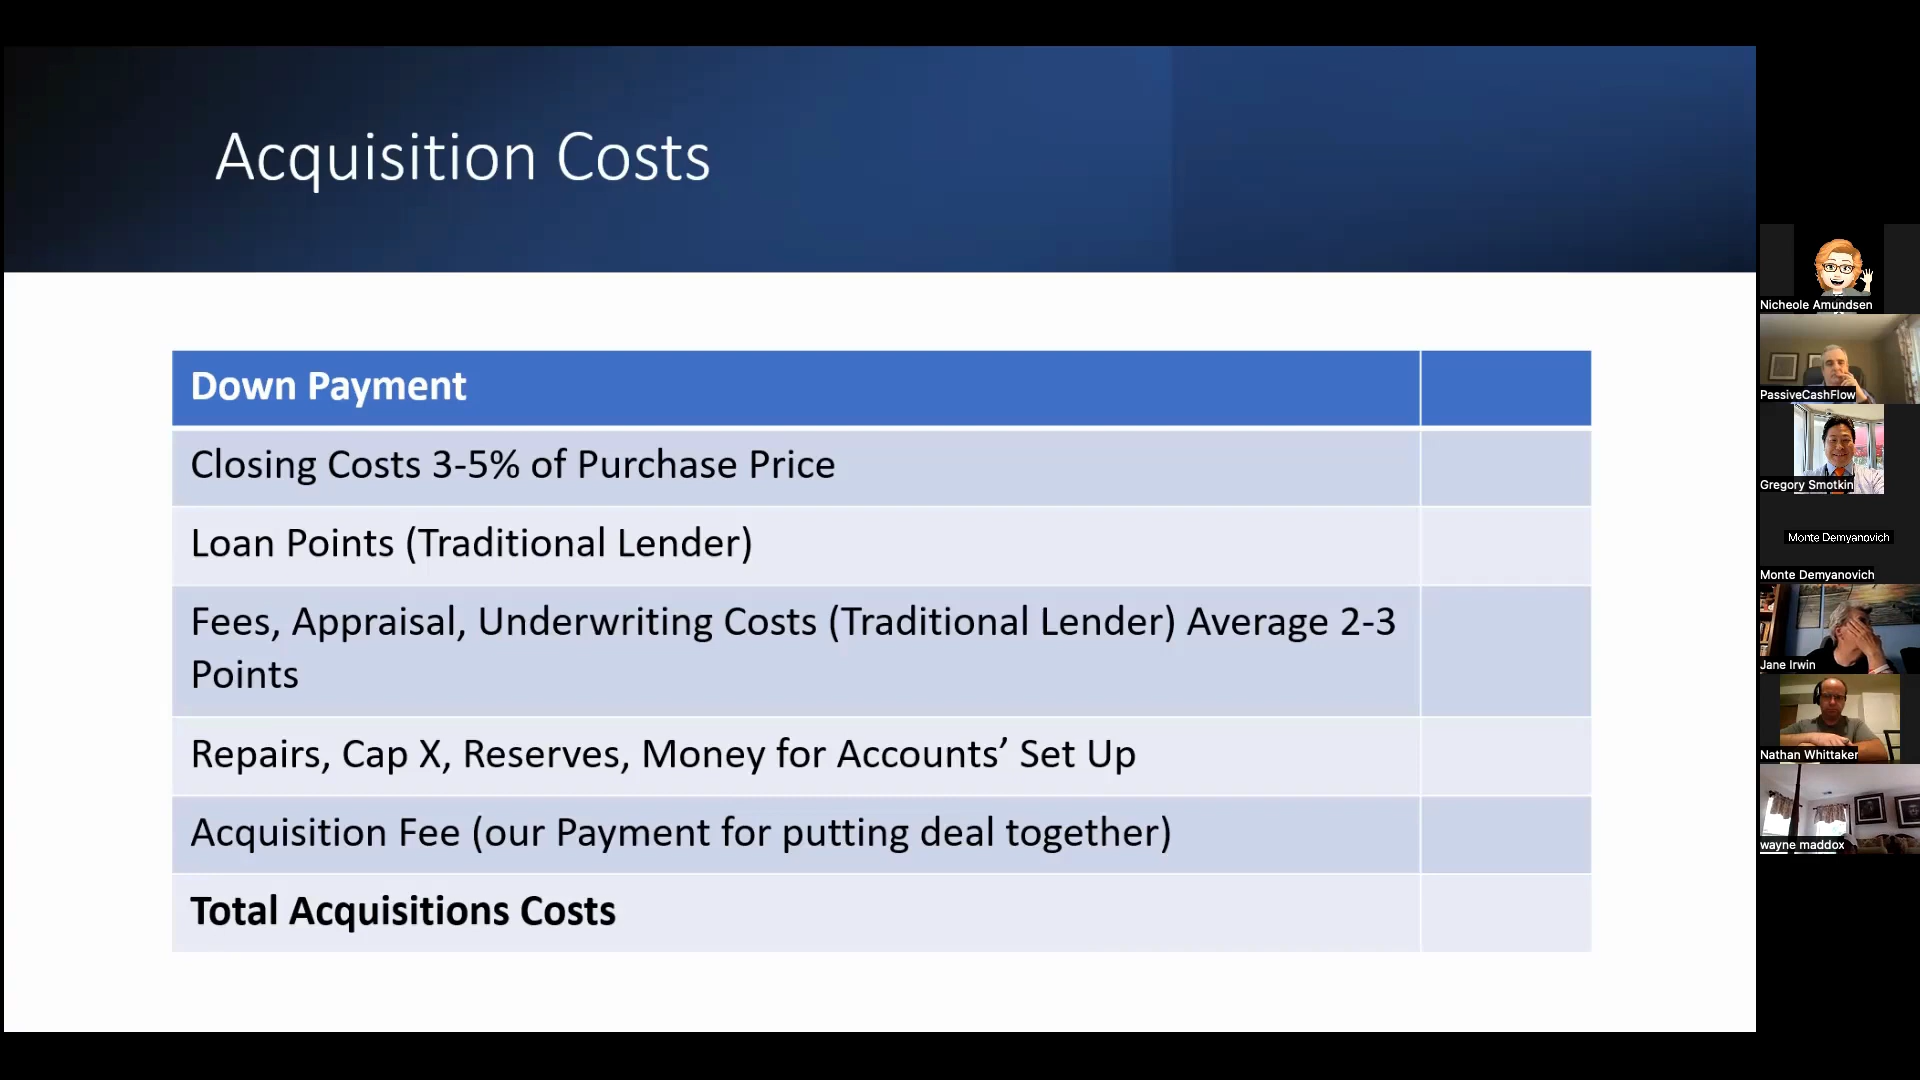 Acquisition Costs
Down Payment
Closing Costs 3-5% of Purchase Price
Loan Points (Traditional Lender)
Fees, Appraisal, Underwriting Costs (Traditional Lender) Average 2-3
Points
Repairs, Cap X, Reserves, Money for Accounts’ Set Up
Acquisition Fee (our Payment for putting deal together)
Total Acquisitions Costs
Nicheole Amundsen
PassiveCashFlow
Gregory Smotkin
Monte Demyanovich
Monte Demyanovich
Jane Irwin
Nathan Whittaker
wayne maddox